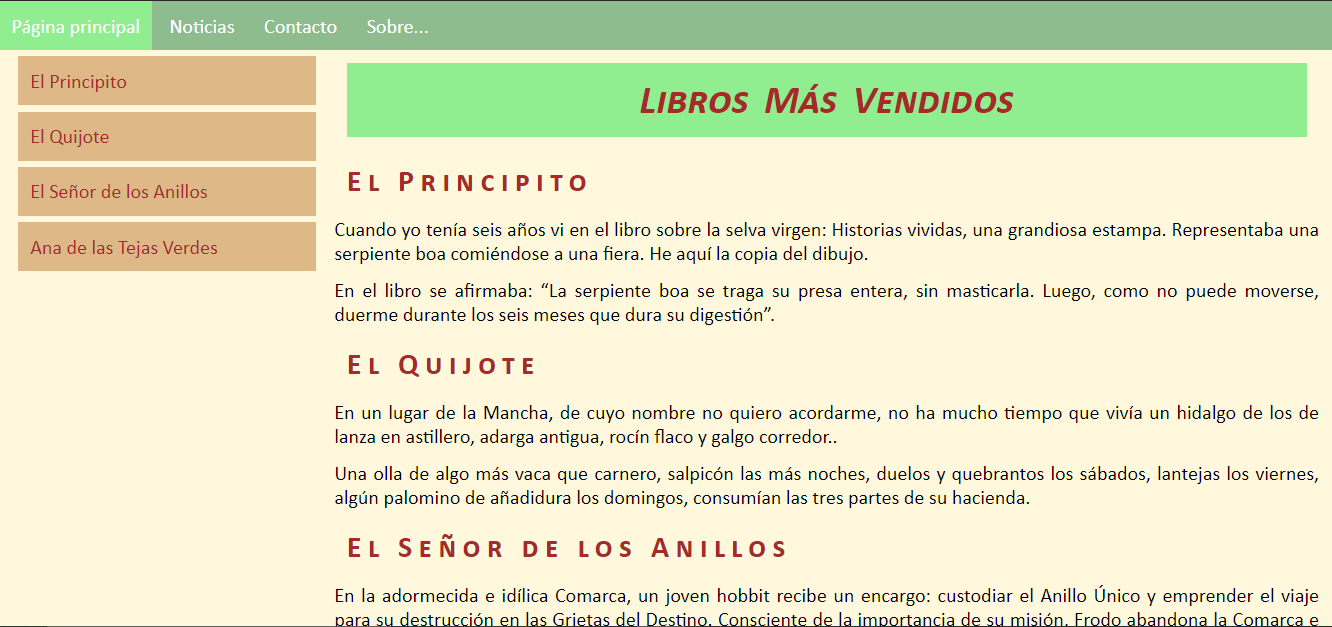 Página principal Noticias Contacto Sobre...
El Principito
El Quijote
El Señor de los Anillos
Ana de las Tejas Verdes
Libros Más Vendidos
El Principito
Cuando yo tenía seis años vi en el libro sobre la selva virgen: Historias vividas, una grandiosa estampa. Representaba una
serpiente boa comiéndose a una fiera. He aquí la copia del dibujo.
En el libro se afirmaba: “La serpiente boa se traga su presa entera, sin masticarla. Luego, como no puede moverse,
duerme durante los seis meses que dura su digestión”.
El Quijote
En un lugar de la Mancha, de cuyo nombre no quiero acordarme, no ha mucho tiempo que vivía un hidalgo de los de
lanza en astillero, adarga antigua, rocín flaco y galgo corredor..
Una olla de algo más vaca que carnero, salpicón las más noches, duelos y quebrantos los sábados, lantejas los viernes,
algún palomino de añadidura los domingos, consumían las tres partes de su hacienda.
El Señor de los Anillos
En la adormecida e idílica Comarca, un joven hobbit recibe un encargo: custodiar el Anillo Único y emprender el viaje
para su destrucción en las Grietas del Destino. Consciente de la importancia de su misión, Frodo abandona la Comarca e